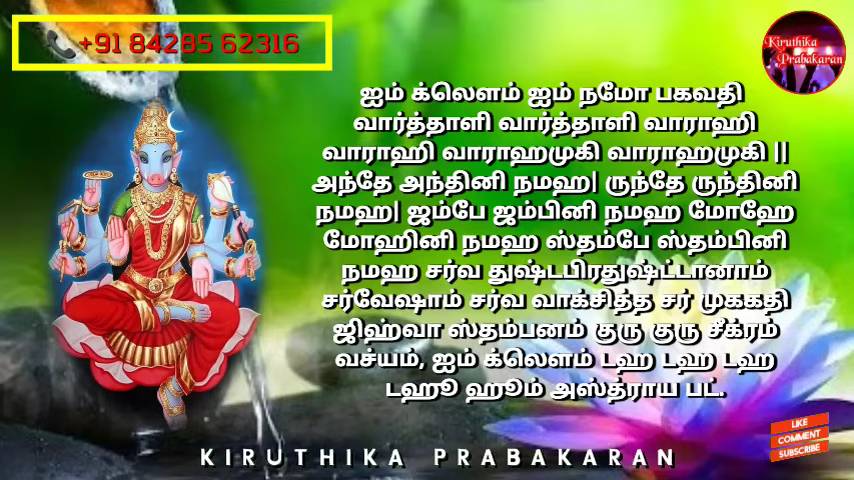 +91 84285 62316
Kiruthika
Prabakaran
ஐம் க்லௌம் ஐம் நமோ பகவதி
வார்த்தாளி வார்த்தாளி வாராஹி
வாராஹி வாராஹமுகி வாராஹமுகி ||
அந்தே அந்தினி நமஹ| ருந்தே ருந்தினி
நமஹ| ஜம்பே ஜம்பினி நமஹ மோஹே
மோஹினி நமஹ ஸ்தம்பே ஸ்தம்பினி
நமஹ சர்வ துஷ்டபிரதுஷ்ட்டானாம்
சர்வேஷாம் சர்வ வாக்சித்த சர் முககதி
ஜிஹ்வா ஸ்தம்பனம் குரு குரு சீக்ரம்
வச்யம், ஐம் க்லௌம் டஹ டஹ டஹ
டஹூ ஹூம் அஸ்த்ராய பட்.
KIRUTHIKA PRABAKARAN
LIKE
COMMENT
SUBSCRIBE